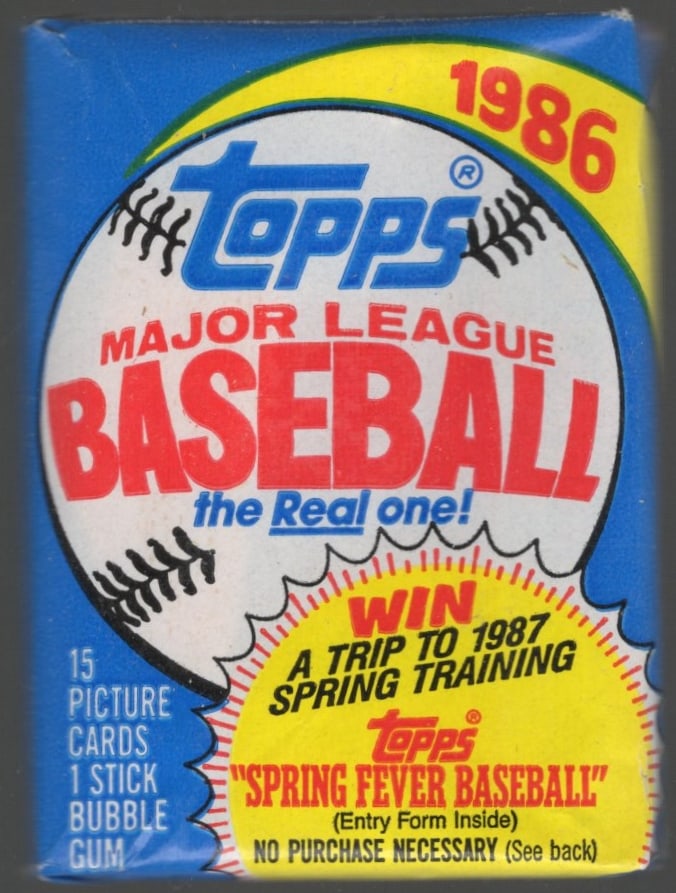 1986
Topps®
MAJOR LEAGUE
BASEBALL
the Real one!
WIN
A TRIP TO 1987
SPRING TRAINING
Topps®
"SPRING FEVER BASEBALL"
(Entry Form Inside)
NO PURCHASE NECESSARY (See back)
15
PICTURE
CARDS
1 STICK
BUBBLE
GUM